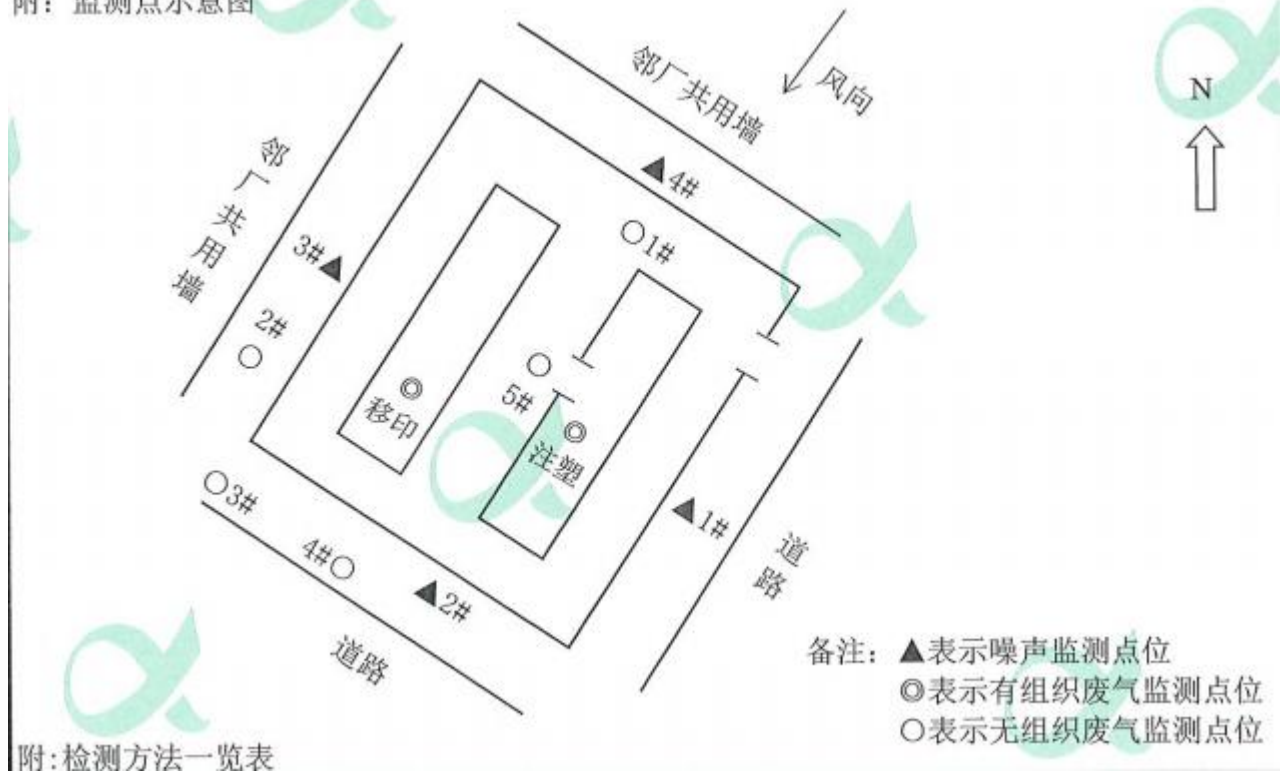 附：监测点示意图
邻厂共用墙
风向
N
▲4#
○1#
邻厂共用墙
3#▲
2#
○
5#
移印
注塑
○3#
4#○
▲2#
▲1#
道路
道路
备注：▲表示噪声监测点位
◎表示有组织废气监测点位
○表示无组织废气监测点位
附:检测方法一览表